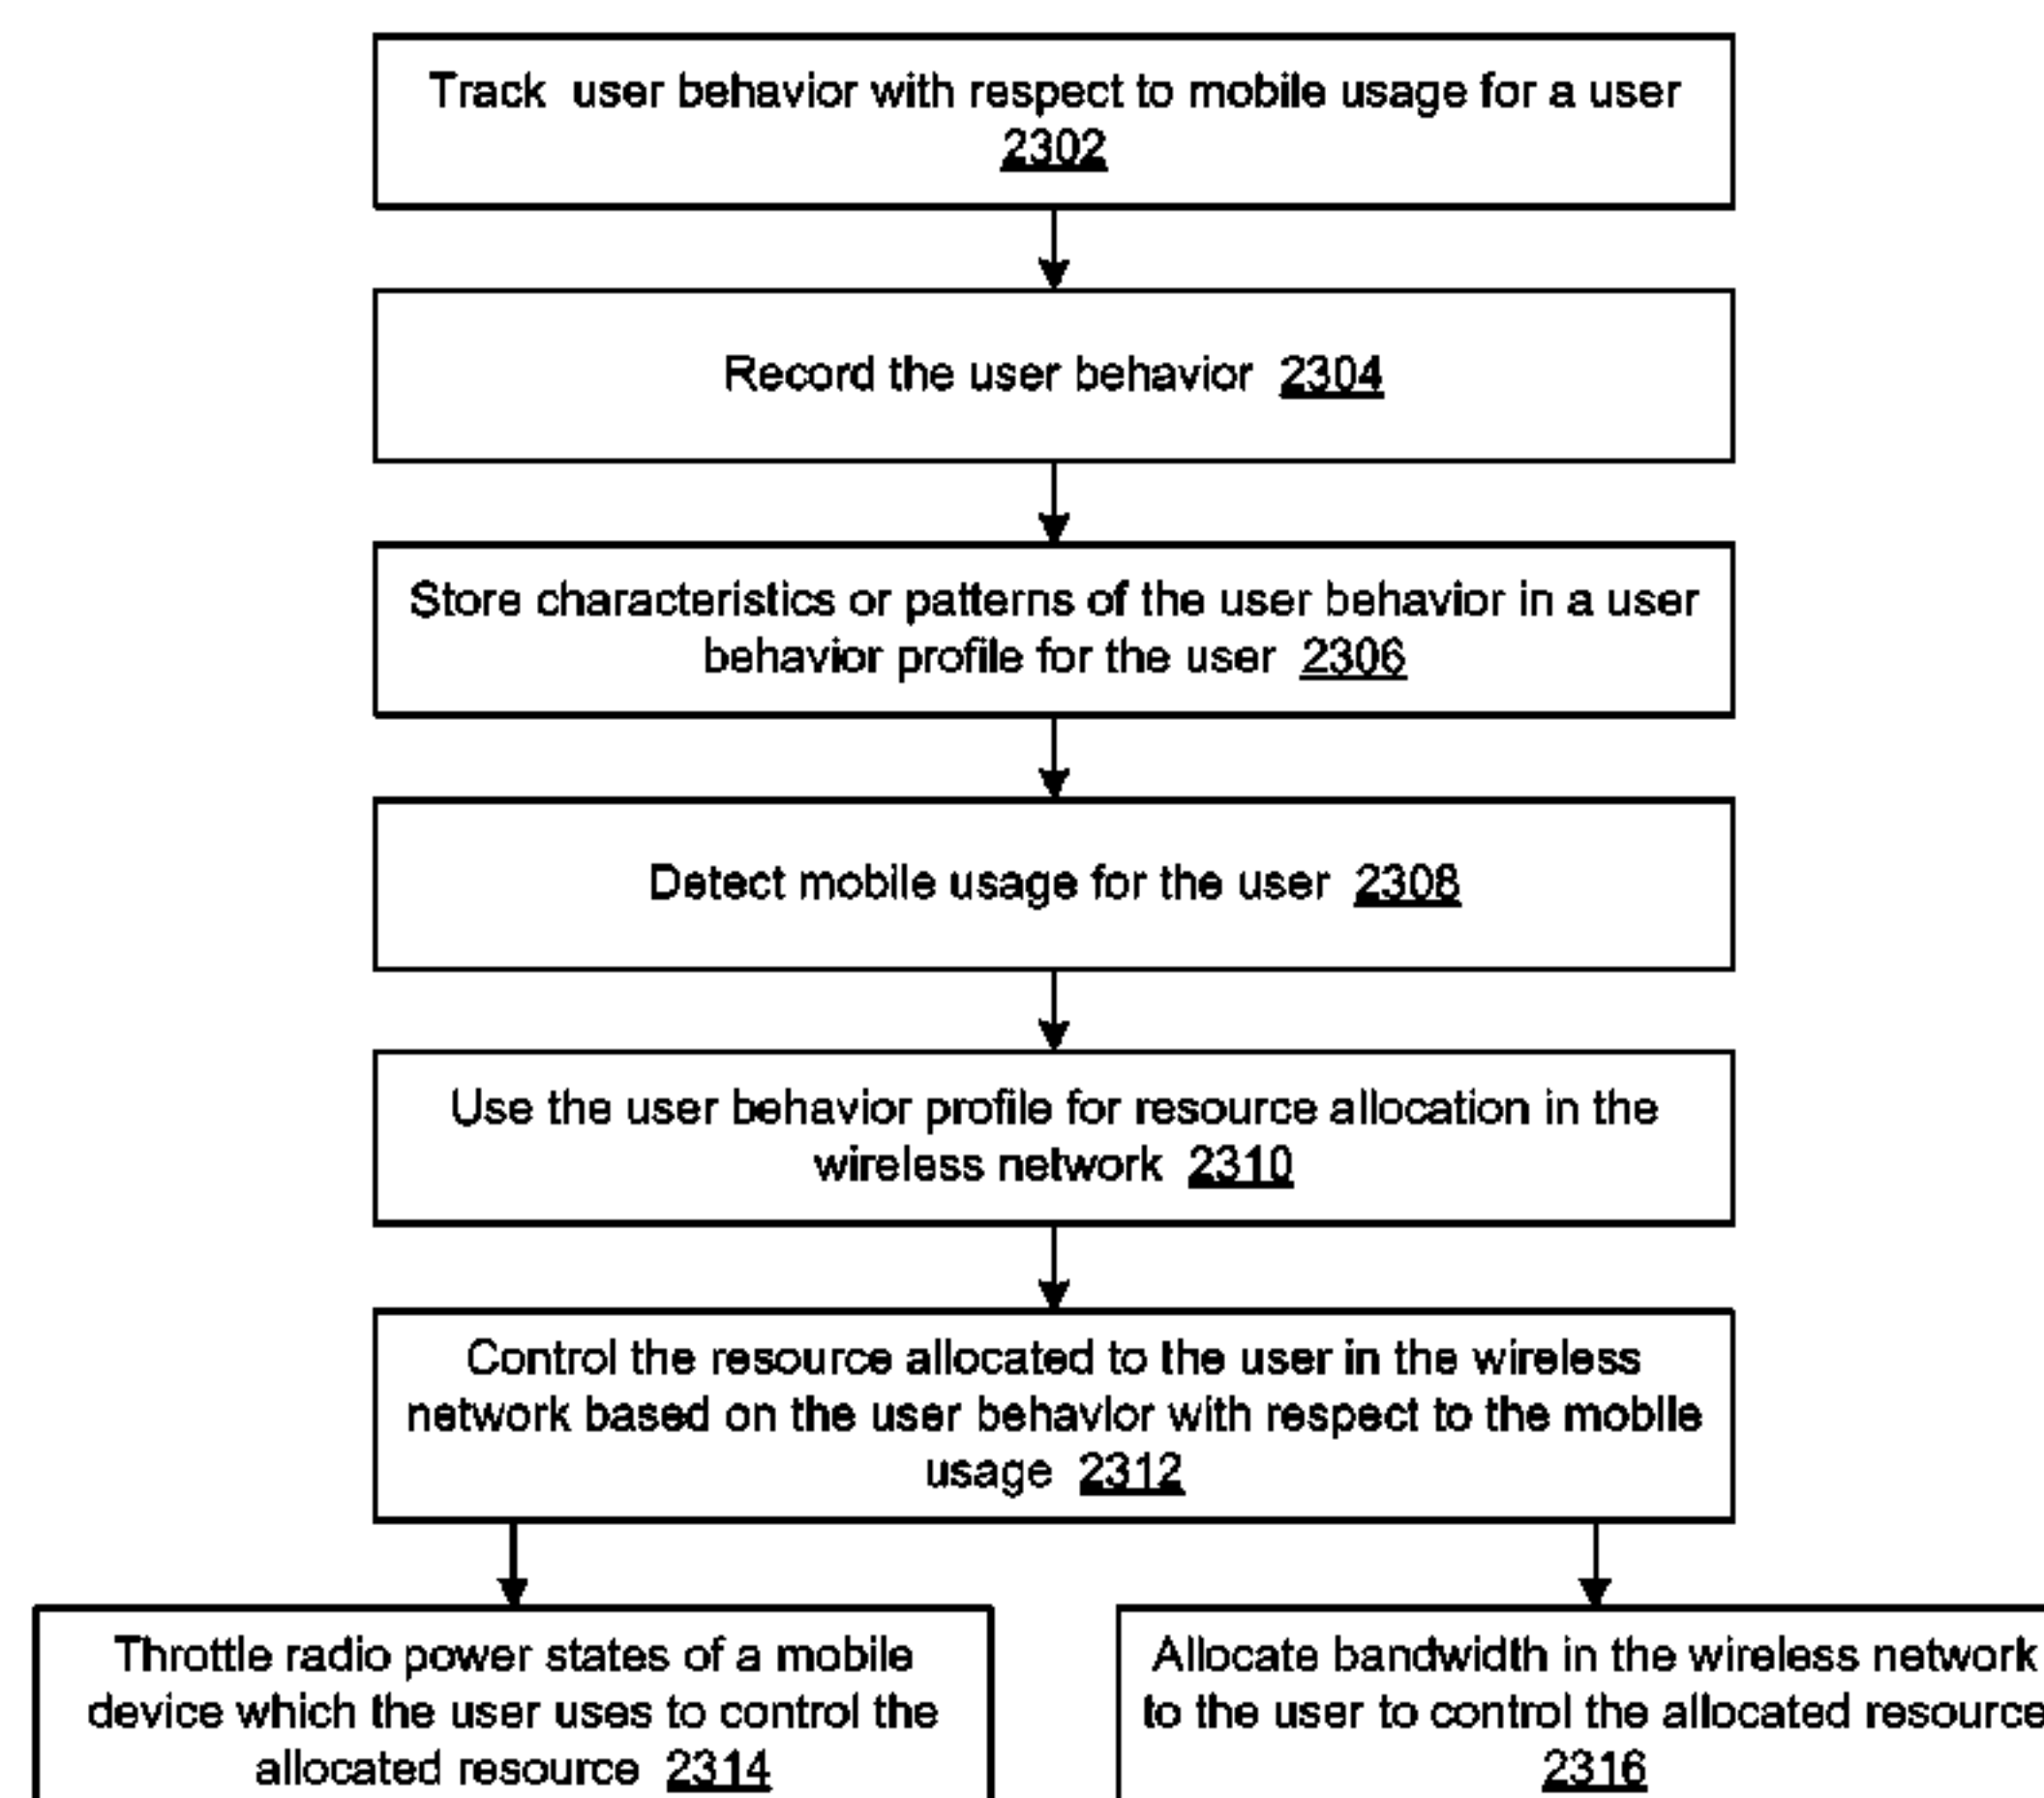 Track user behavior with respect to mobile usage for a user
2302
Record the user behavior 2304
Store characteristics or patterns of the user behavior in a user
behavior profile for the user 2306
Detect mobile usage for the user 2308
Use the user behavior profile for resource allocation in the
wireless network 2310
Control the resource allocated to the user in the wireless
network based on the user behavior with respect to the mobile
usage 2312
Throttle radio power states of a mobile
device which the user uses to control the
allocated resource 2314
Allocate bandwidth in the wireless network
to the user to control the allocated resource
2316